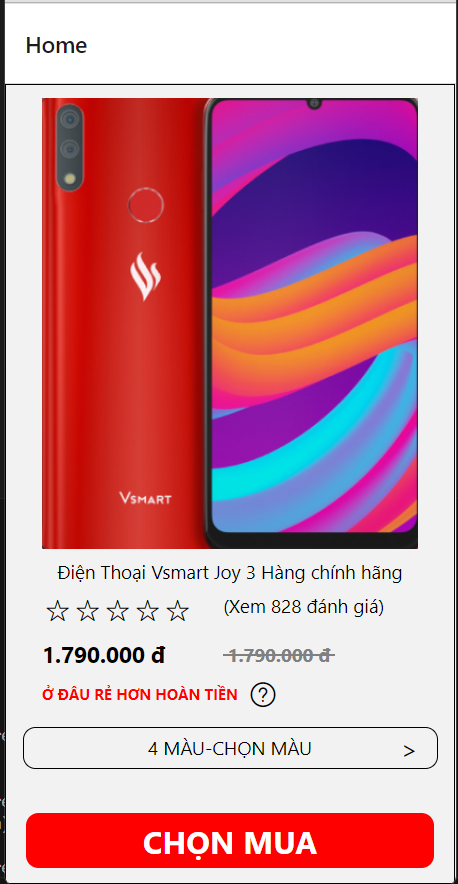 Home
VSMART
Điện Thoại Vsmart Joy 3 Hàng chính hãng
(Xem 828 đánh giá)
1.790.000 đ 1.790.000 đ
Ở ĐÂU RẺ HƠN HOÀN TIỀN ?
4 MÀU-CHỌN MÀU >
CHỌN MUA